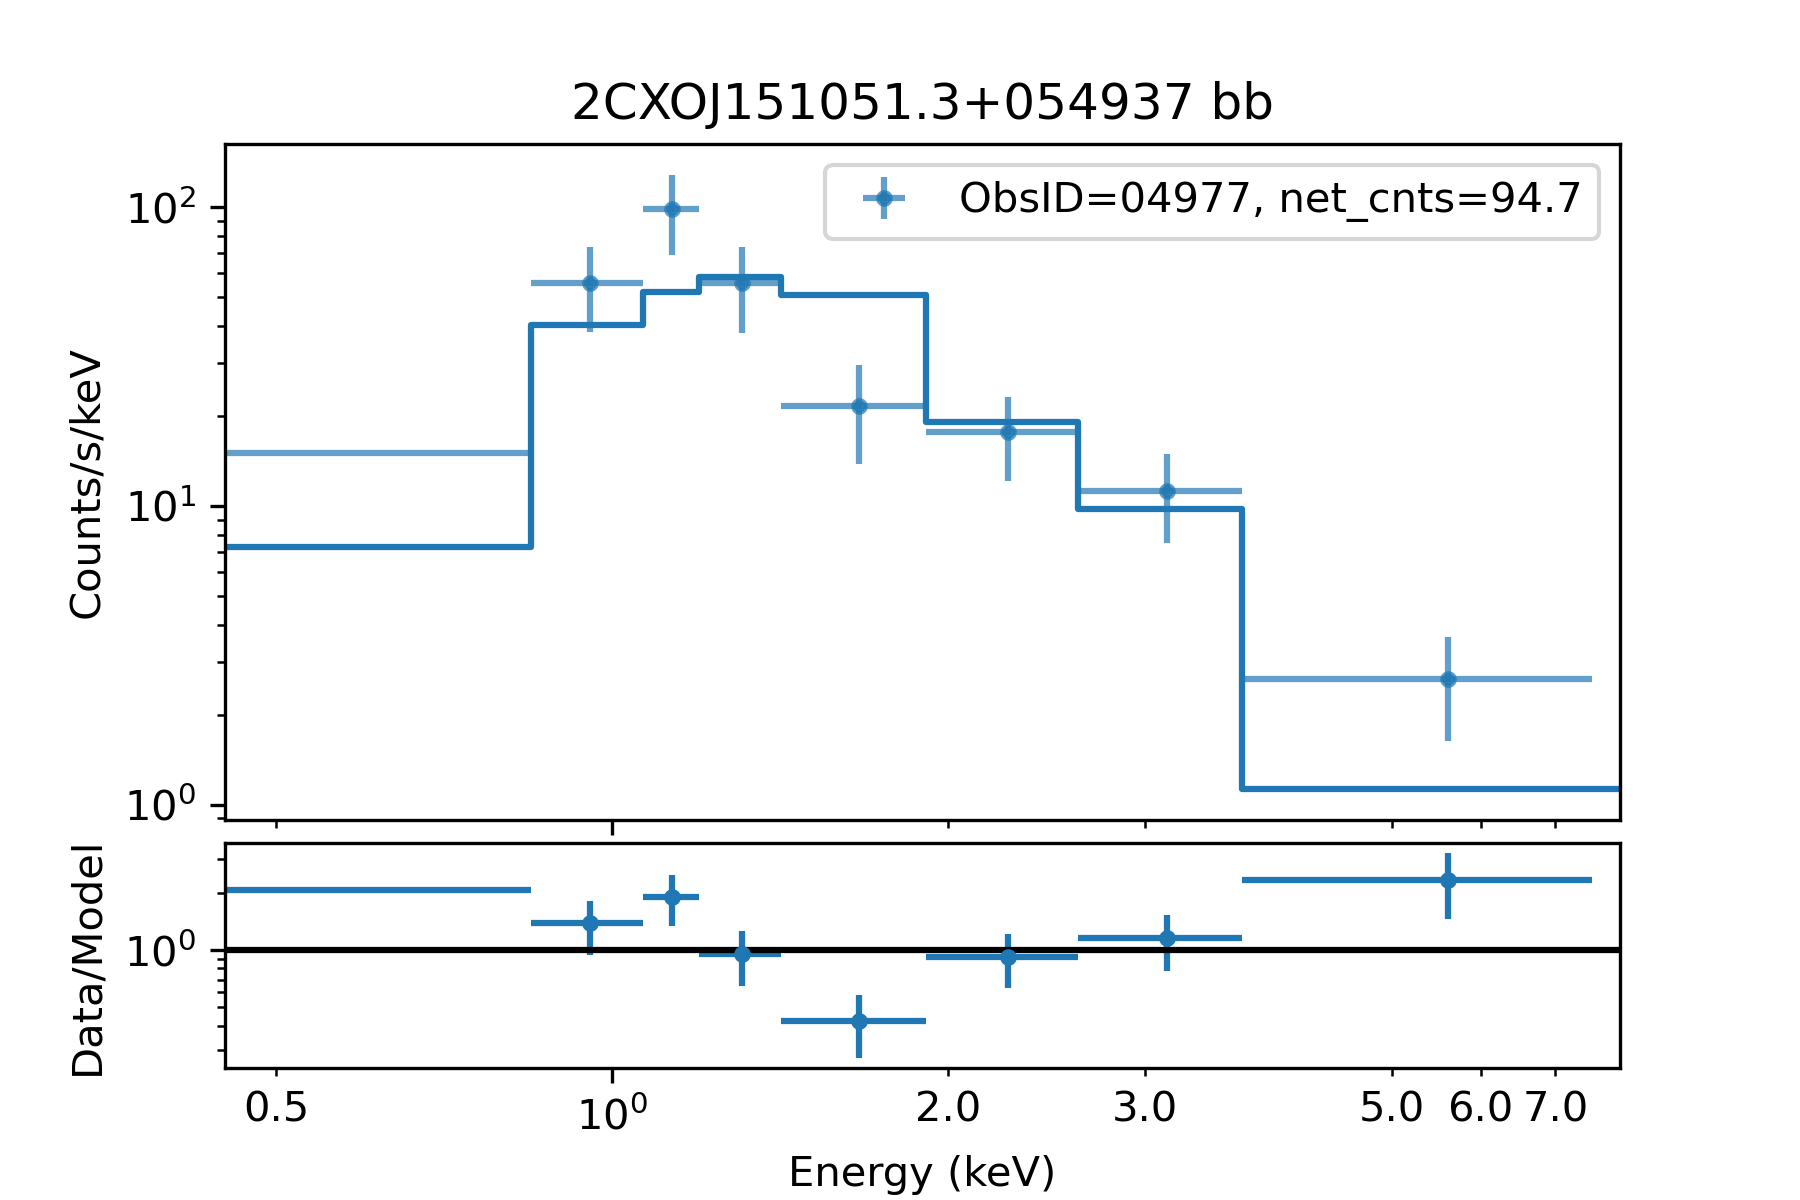 2CXOJ151051.3+054937 bb
ObsID=04977, net_cnts=94.7
Counts/s/keV
10²
10¹
10⁰
Data/Model
10⁰
0.5 10⁰ 2.0 3.0 5.0 6.0 7.0
Energy (keV)